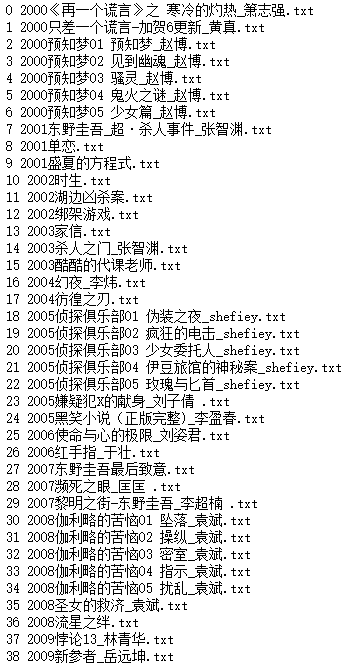 0 2000《再一个谎言》之 寒冷的灼热_箫志强.txt
1 2000只差一个谎言-加贺6更新_黄真.txt
2 2000预知梦01 预知梦_赵博.txt
3 2000预知梦02 见到幽魂_赵博.txt
4 2000预知梦03 骚灵_赵博.txt
5 2000预知梦04 鬼火之谜_赵博.txt
6 2000预知梦05 少女篇_赵博.txt
7 2001东野圭吾_超·杀人事件_张智渊.txt
8 2001单恋.txt
9 2001盛夏的方程式.txt
10 2002时生.txt
11 2002湖边凶杀案.txt
12 2002绑架游戏.txt
13 2003家信.txt
14 2003杀人之门_张智渊.txt
15 2003酷酷的代课老师.txt
16 2004幻夜_李炜.txt
17 2004彷徨之刃.txt
18 2005侦探俱乐部01 伪装之夜_shefiey.txt
19 2005侦探俱乐部02 疯狂的电击_shefiey.txt
20 2005侦探俱乐部03 少女委托人_shefiey.txt
21 2005侦探俱乐部04 伊豆旅馆的神秘案_shefiey.txt
22 2005侦探俱乐部05 玫瑰与匕首_shefiey.txt
23 2005嫌疑犯X的献身_刘子倩 .txt
24 2005黑笑小说（正版完整)_李盈春.txt
25 2006使命与心的极限_刘姿君.txt
26 2006红手指_于壮.txt
27 2007东野圭吾最后致意.txt
28 2007濒死之眼_匡匡 .txt
29 2007黎明之街-东野圭吾_李超楠 .txt
30 2008伽利略的苦恼01 坠落_袁斌.txt
31 2008伽利略的苦恼02 操纵_袁斌.txt
32 2008伽利略的苦恼03 密室_袁斌.txt
33 2008伽利略的苦恼04 指示_袁斌.txt
34 2008伽利略的苦恼05 扰乱_袁斌.txt
35 2008圣女的救济_袁斌.txt
36 2008流星之绊.txt
37 2009悖论13_林青华.txt
38 2009新参者_岳远坤.txt